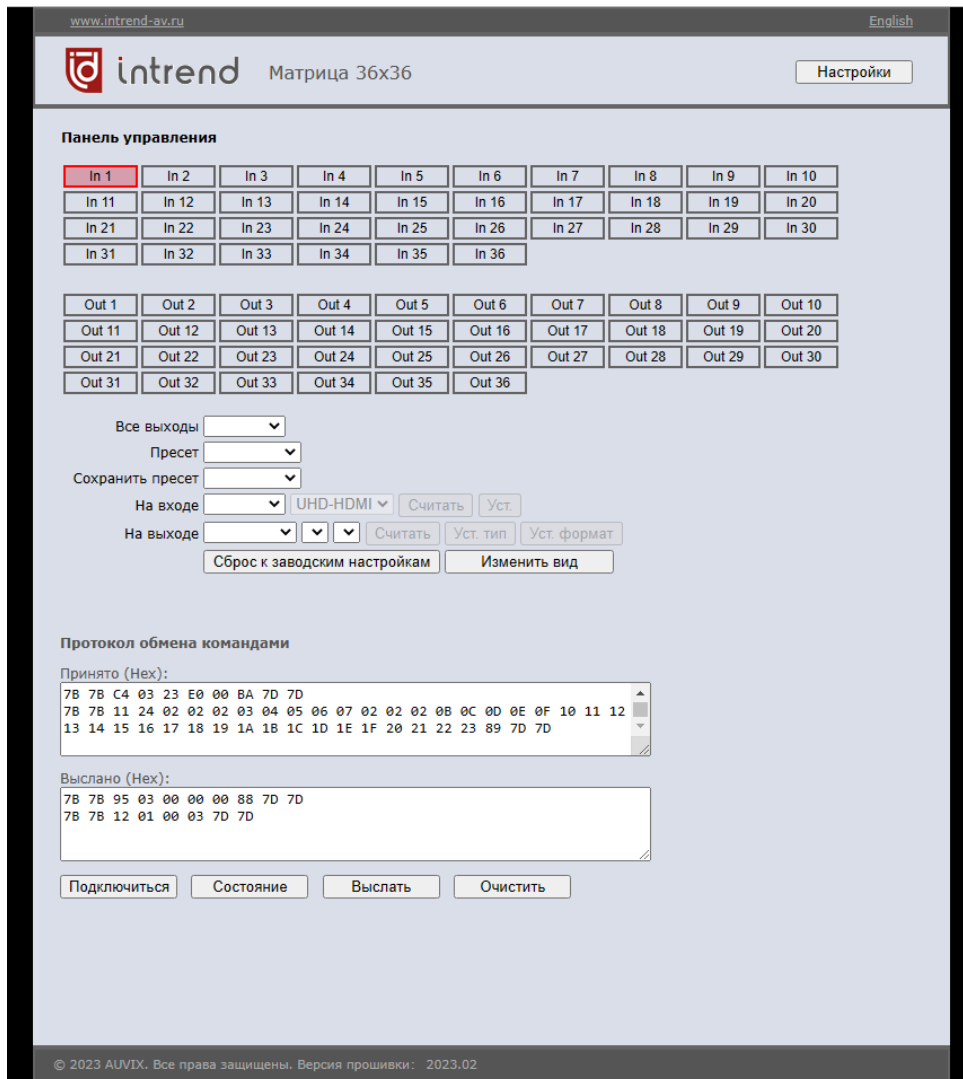 www.intrend-av.ru English
intrend Матрица 36x36 Настройки
Панель управления
In 1 In 2 In 3 In 4 In 5 In 6 In 7 In 8 In 9 In 10
In 11 In 12 In 13 In 14 In 15 In 16 In 17 In 18 In 19 In 20
In 21 In 22 In 23 In 24 In 25 In 26 In 27 In 28 In 29 In 30
In 31 In 32 In 33 In 34 In 35 In 36
Out 1 Out 2 Out 3 Out 4 Out 5 Out 6 Out 7 Out 8 Out 9 Out 10
Out 11 Out 12 Out 13 Out 14 Out 15 Out 16 Out 17 Out 18 Out 19 Out 20
Out 21 Out 22 Out 23 Out 24 Out 25 Out 26 Out 27 Out 28 Out 29 Out 30
Out 31 Out 32 Out 33 Out 34 Out 35 Out 36
Все выходы
Пресет
Сохранить пресет
На входе UHD-HDMI Считать Уст.
На выходе Считать Уст. тип Уст. формат
Сброс к заводским настройкам Изменить вид
Протокол обмена командами
Принято (Hex):
7B 7B C4 03 23 E0 00 BA 7D 7D
7B 7B 11 24 02 02 02 03 04 05 06 07 02 02 02 0B 0C 0D 0E 0F 10 11 12
13 14 15 16 17 18 19 1A 1B 1C 1D 1E 1F 20 21 22 23 89 7D 7D
Выслано (Hex):
7B 7B 95 03 00 00 00 88 7D 7D
7B 7B 12 01 00 03 7D 7D
Подключиться Состояние Выслать Очистить
© 2023 AUVIX. Все права защищены. Версия прошивки: 2023.02